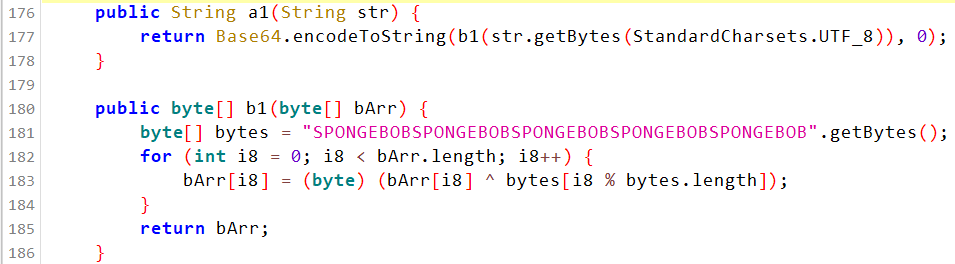 176 public String a1(String str) {
177 return Base64.encodeToString(b1(str.getBytes(StandardCharsets.UTF_8)), 0);
178 }
179
180 public byte[] b1(byte[] bArr) {
181 byte[] bytes = "SPONGEBOBSPONGEBOBSPONGEBOBSPONGEBOBSPONGEBOB".getBytes();
182 for (int i8 = 0; i8 < bArr.length; i8++) {
183 bArr[i8] = (byte) (bArr[i8] ^ bytes[i8 % bytes.length]);
184 }
185 return bArr;
186 }